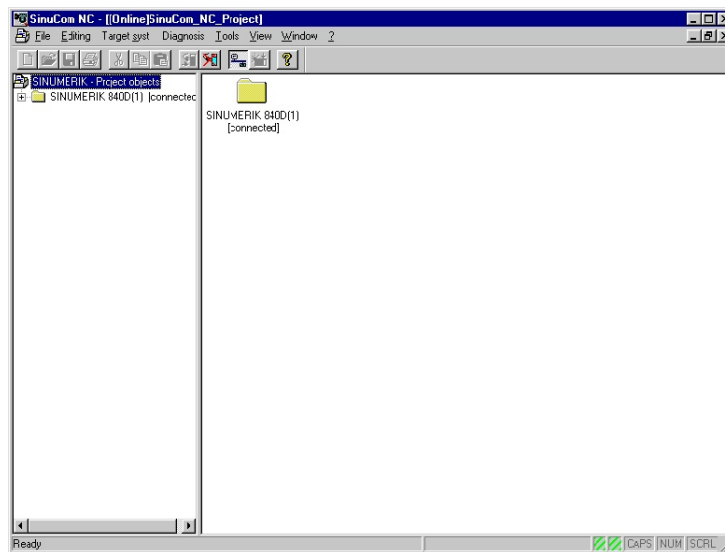 SinuCom NC - [[Online]SinuCom_NC_Project]
File Editing Target syst Diagnosis Tools View Window ?
SINUMERIK - Project objects
SINUMERIK 840D(1) [connected
SINUMERIK 840D(1)
[connected]
Ready
CAPS NUM SCRL